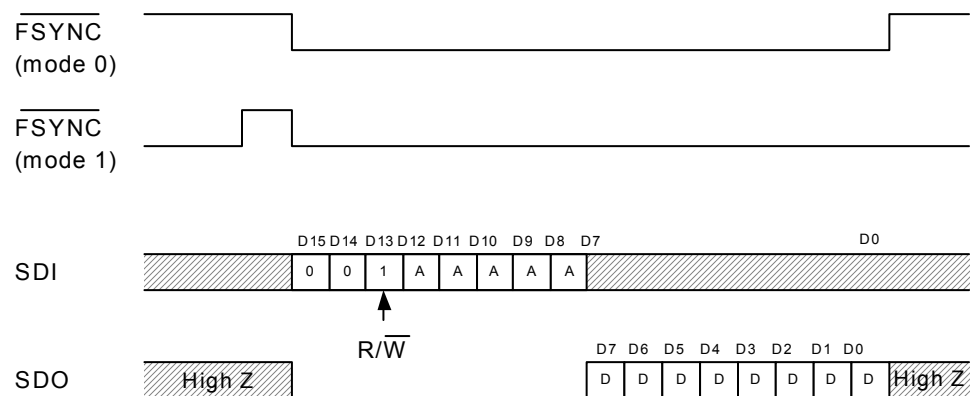 FSYNC
(mode 0)
FSYNC
(mode 1)
D15 D14 D13 D12 D11 D10 D9 D8 D7 D0
SDI 0 0 1 A A A A A
R/W
D7 D6 D5 D4 D3 D2 D1 D0
SDO High Z D D D D D D D D High Z